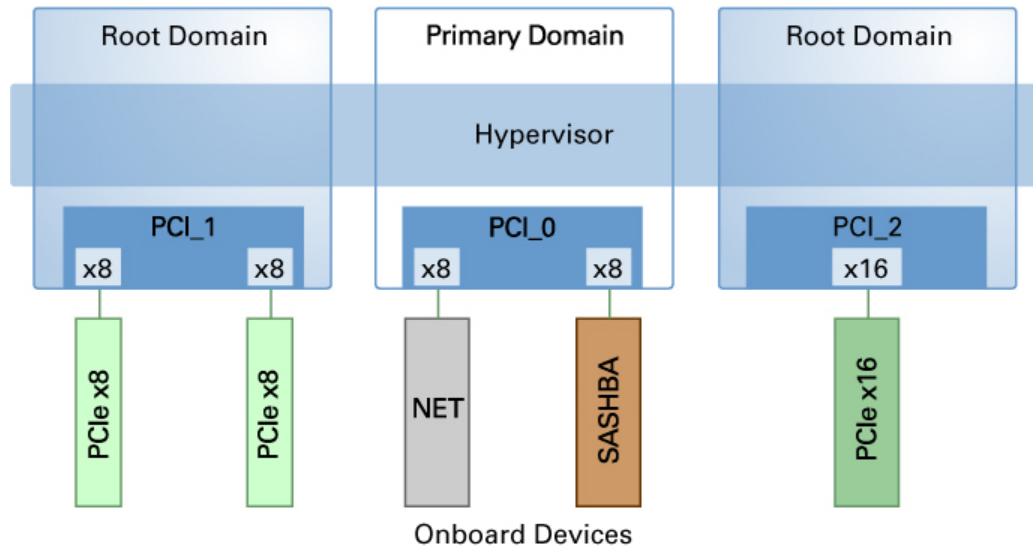 Root Domain
Primary Domain
Root Domain
Hypervisor
PCI_1
PCI_0
PCI_2
x8
x8
x8
x8
x16
PCIe x8
PCIe x8
NET
SASHBA
PCIe x16
Onboard Devices